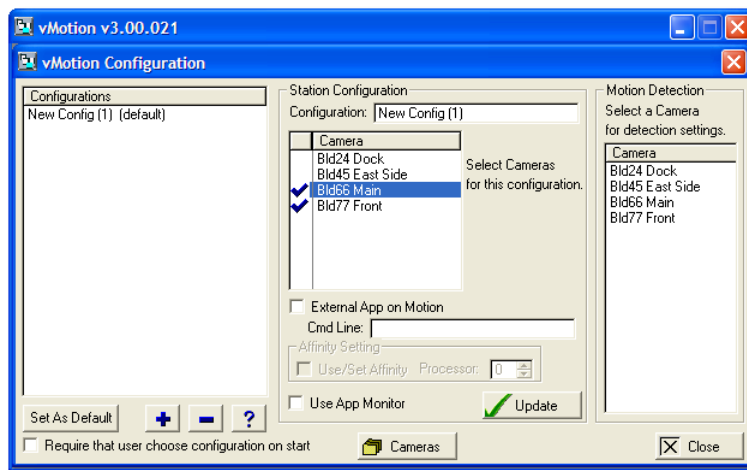 vMotion v3.00.021
vMotion Configuration
Configurations
New Config (1) (default)
Set As Default
?
Require that user choose configuration on start
Station Configuration
Configuration: New Config (1)
Camera
Bld24 Dock
Bld45 East Side
Bld66 Main
Bld77 Front
Select Cameras
for this configuration.
External App on Motion
Cmd Line:
Affinity Setting
Use/Set Affinity Processor: 0
Use App Monitor
Update
Cameras
Motion Detection
Select a Camera
for detection settings.
Camera
Bld24 Dock
Bld45 East Side
Bld66 Main
Bld77 Front
Close